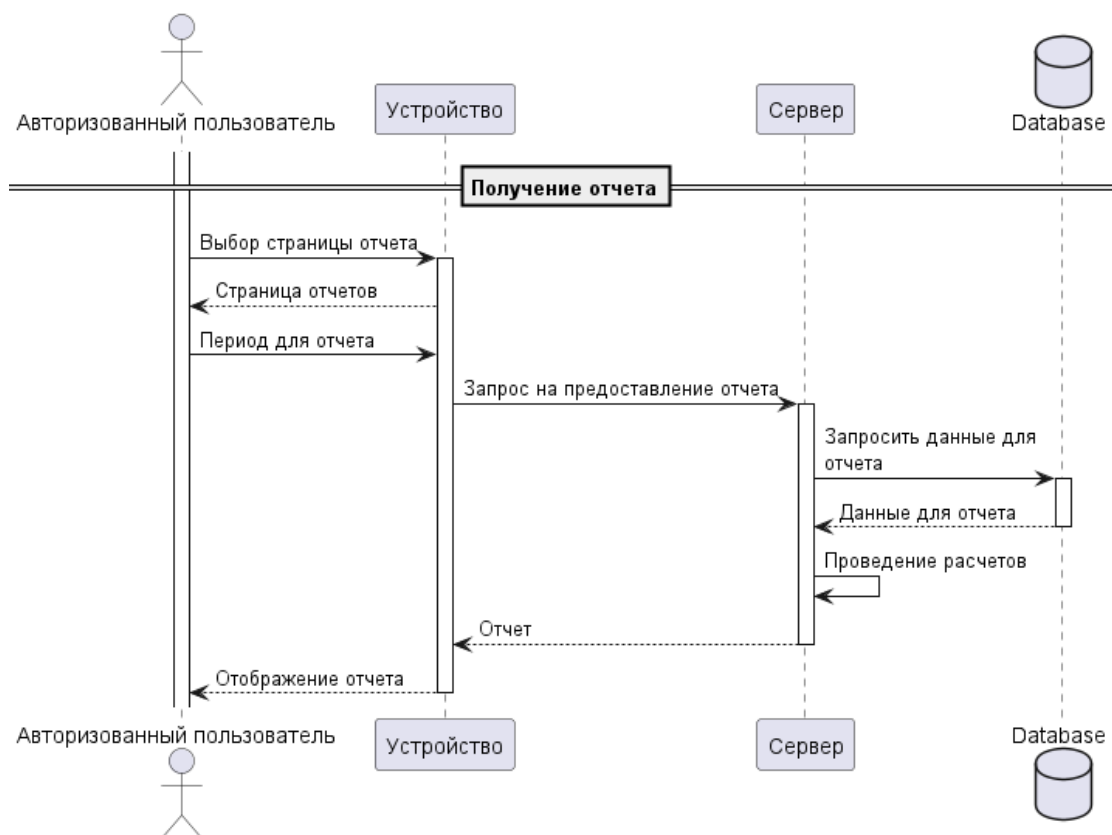 Авторизованный пользователь
Устройство
Сервер
Database
Получение отчета
Выбор страницы отчета
Страница отчетов
Период для отчета
Запрос на предоставление отчета
Запросить данные для
отчета
Данные для отчета
Проведение расчетов
Отчет
Отображение отчета
Авторизованный пользователь
Устройство
Сервер
Database